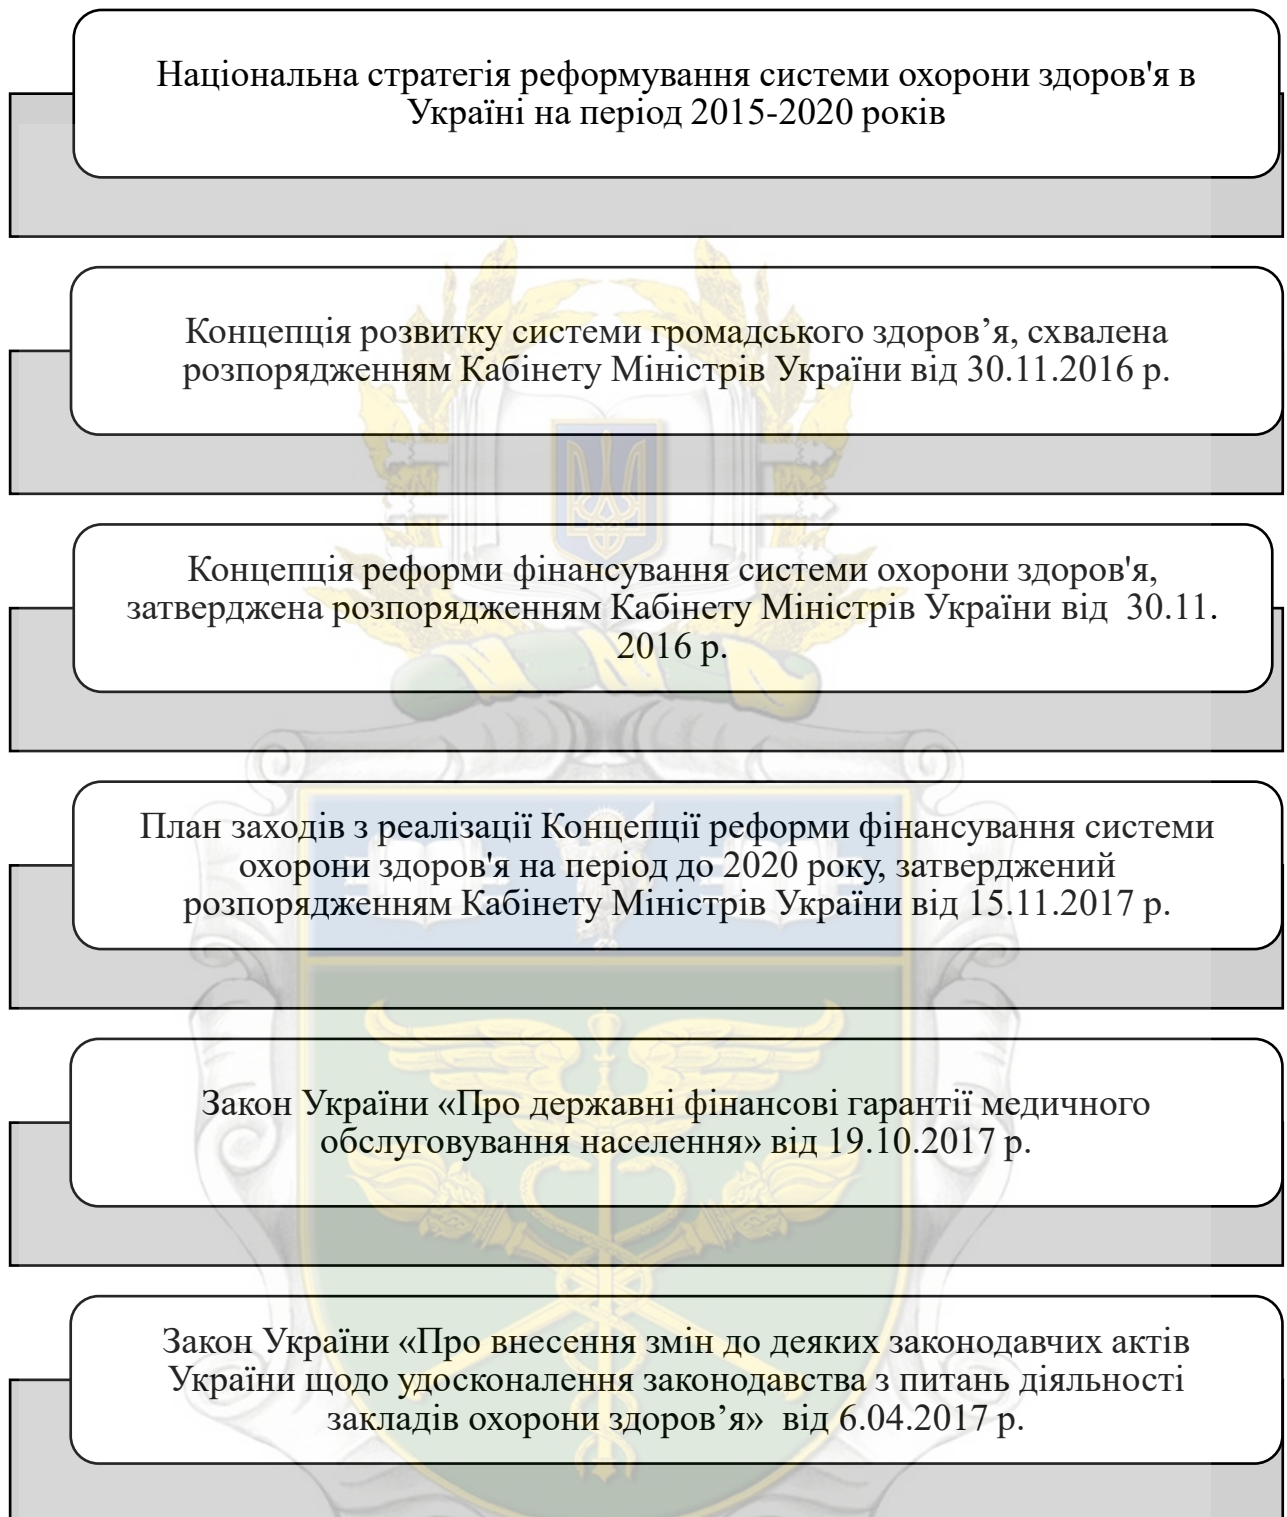 Національна стратегія реформування системи охорони здоров'я в
Україні на період 2015-2020 років
Концепція розвитку системи громадського здоров’я, схвалена
розпорядженням Кабінету Міністрів України від 30.11.2016 р.
Концепція реформи фінансування системи охорони здоров'я,
затверджена розпорядженням Кабінету Міністрів України від  30.11.
2016 р.
План заходів з реалізації Концепції реформи фінансування системи
охорони здоров'я на період до 2020 року, затверджений
розпорядженням Кабінету Міністрів України від 15.11.2017 р.
Закон України «Про державні фінансові гарантії медичного
обслуговування населення» від 19.10.2017 р.
Закон України «Про внесення змін до деяких законодавчих актів
України щодо удосконалення законодавства з питань діяльності
закладів охорони здоров’я»  від 6.04.2017 р.